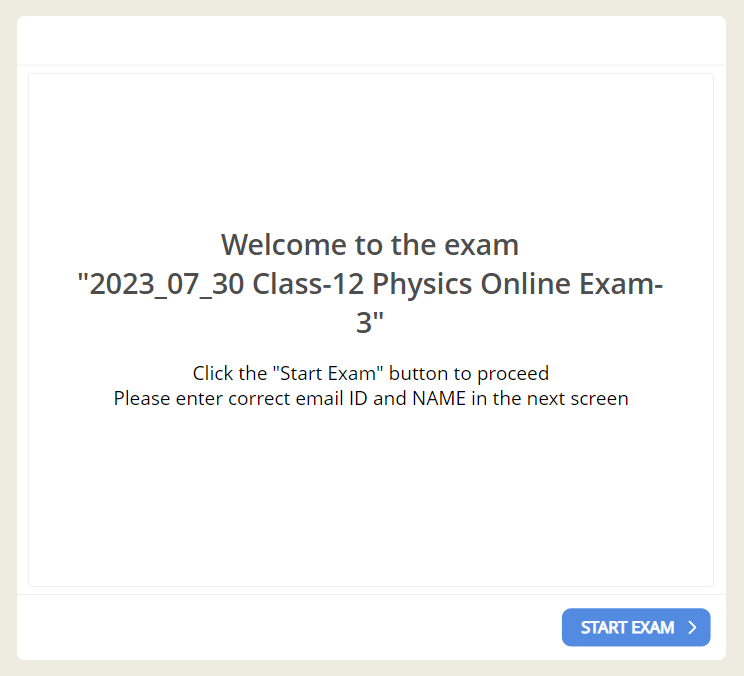 Welcome to the exam
"2023_07_30 Class-12 Physics Online Exam-
3"
Click the "Start Exam" button to proceed
Please enter correct email ID and NAME in the next screen
START EXAM